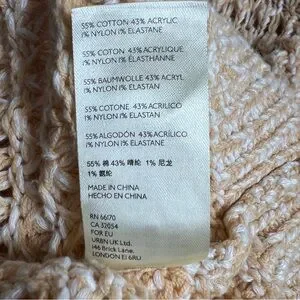 55% COTTON 43% ACRYLIC
1% NYLON 1% ELASTANE
55% COTON 43% ACRYLIQUE
1% NYLON 1% ELASTHANNE
55% BAUMWOLLE 43% ACRYL
1% NYLON 1% ELASTAN
55% COTONE 43% ACRILICO
1% NYLON 1% ELASTAN
55% ALGODÓN 43% ACRÍLICO
1% NYLON 1% ELASTANE
55% 棉 43% 腈纶 1% 尼龙
1% 氨纶
MADE IN CHINA
HECHO EN CHINA
RN 66170
CA 32054
FOR EU
URBN UK Ltd.
146 Brick Lane,
LONDON E1 6RU